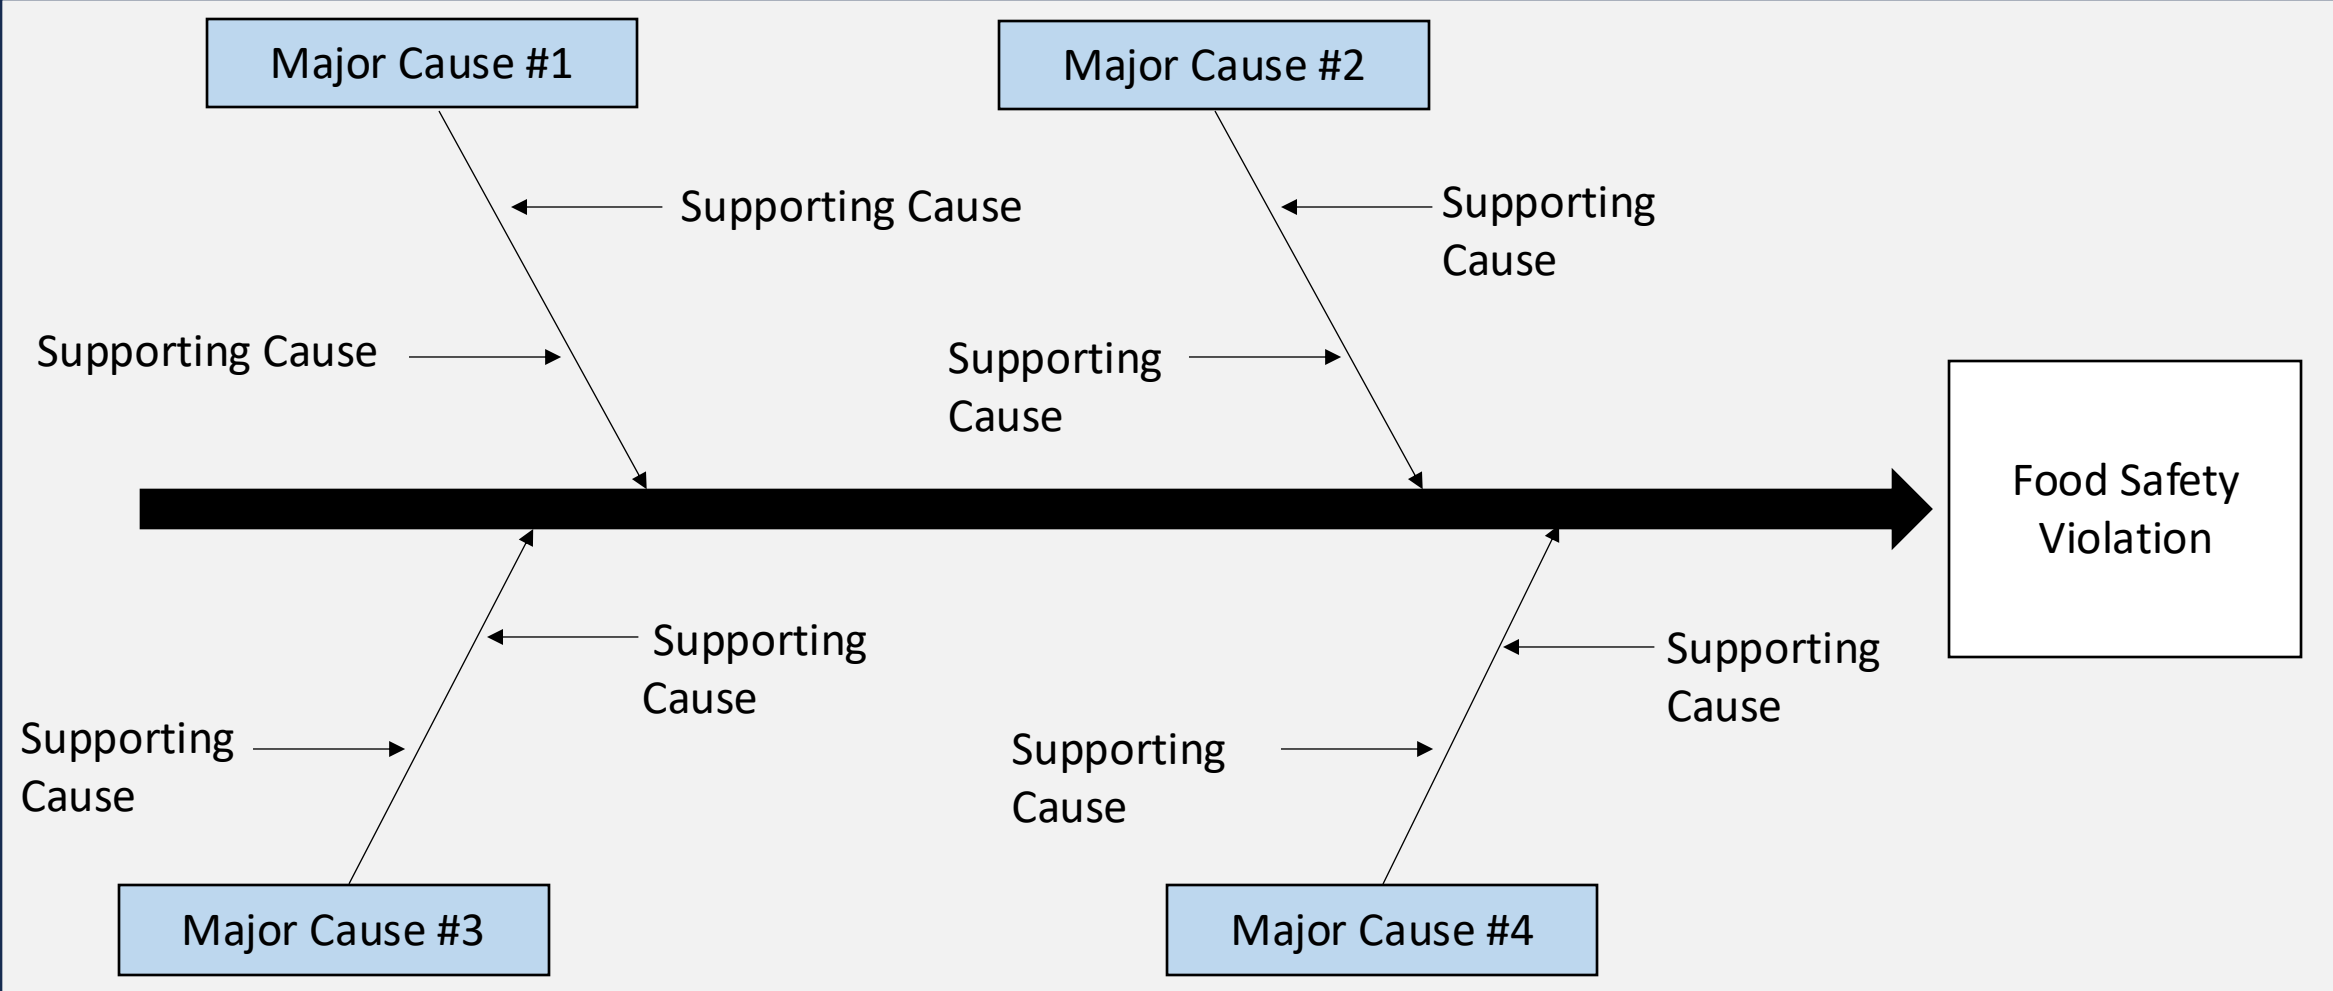 Major Cause #1
Major Cause #2
Supporting Cause
Supporting
Cause
Supporting Cause
Supporting
Cause
Food Safety
Violation
Supporting
Cause
Supporting
Cause
Supporting
Cause
Supporting
Cause
Major Cause #3
Major Cause #4